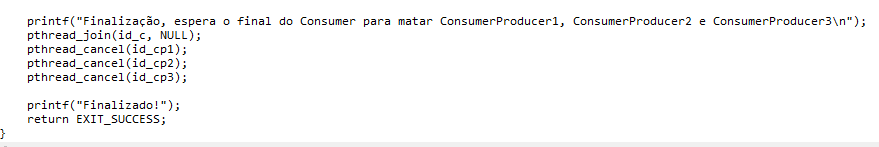 printf("Finalização, espera o final do Consumer para matar ConsumerProducer1, ConsumerProducer2 e ConsumerProducer3\n");
pthread_join(id_c, NULL);
pthread_cancel(id_cp1);
pthread_cancel(id_cp2);
pthread_cancel(id_cp3);
printf("Finalizado!");
return EXIT_SUCCESS;
}